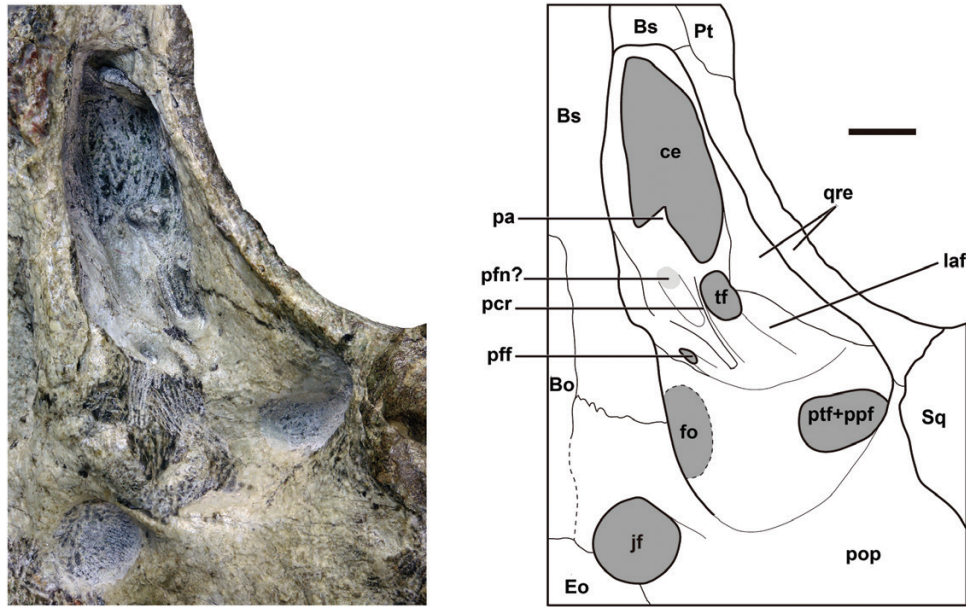 Bs
Pt
Bs
ce
qre
pa
laf
pfn?
tf
pcr
pff
Bo
ptf+ppf
Sq
fo
jf
pop
Eo